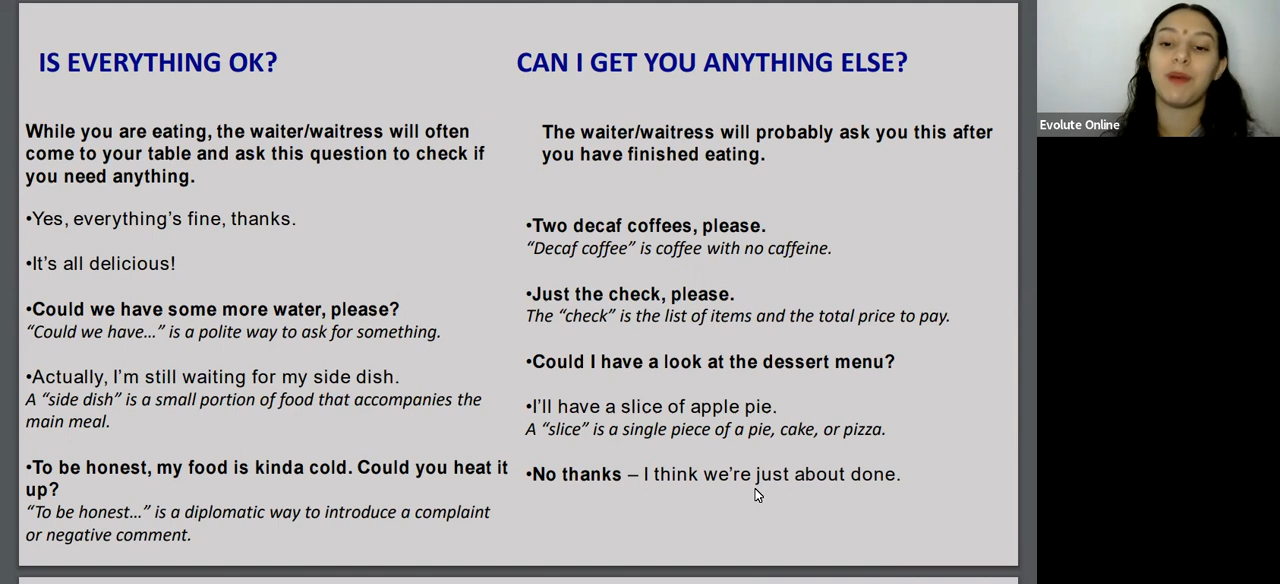 IS EVERYTHING OK?
While you are eating, the waiter/waitress will often
come to your table and ask this question to check if
you need anything.
•Yes, everything’s fine, thanks.
•It’s all delicious!
•Could we have some more water, please?
“Could we have…” is a polite way to ask for something.
•Actually, I’m still waiting for my side dish.
A “side dish” is a small portion of food that accompanies the
main meal.
•To be honest, my food is kinda cold. Could you heat it
up?
“To be honest…” is a diplomatic way to introduce a complaint
or negative comment.
CAN I GET YOU ANYTHING ELSE?
The waiter/waitress will probably ask you this after
you have finished eating.
•Two decaf coffees, please.
“Decaf coffee” is coffee with no caffeine.
•Just the check, please.
The “check” is the list of items and the total price to pay.
•Could I have a look at the dessert menu?
•I’ll have a slice of apple pie.
A “slice” is a single piece of a pie, cake, or pizza.
•No thanks – I think we’re just about done.
Evolute Online